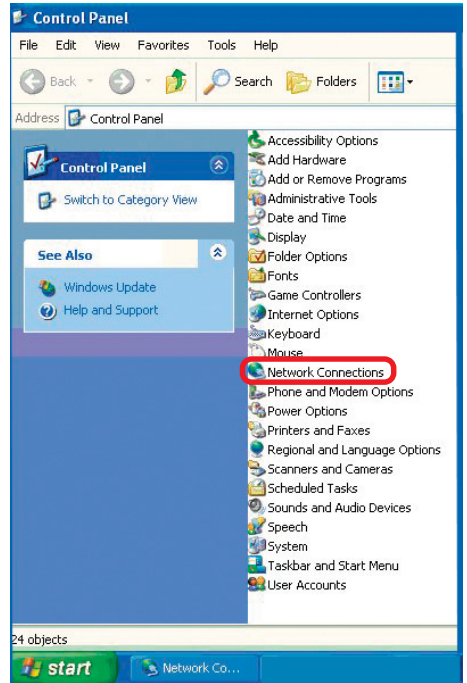 Control Panel
File Edit View Favorites Tools Help
Back Search Folders
Address Control Panel
Control Panel
Switch to Category View
See Also
Windows Update
Help and Support
Accessibility Options
Add Hardware
Add or Remove Programs
Administrative Tools
Date and Time
Display
Folder Options
Fonts
Game Controllers
Internet Options
Keyboard
Mouse
Network Connections
Phone and Modem Options
Power Options
Printers and Faxes
Regional and Language Options
Scanners and Cameras
Scheduled Tasks
Sounds and Audio Devices
Speech
System
Taskbar and Start Menu
User Accounts
24 objects
start Network Co...